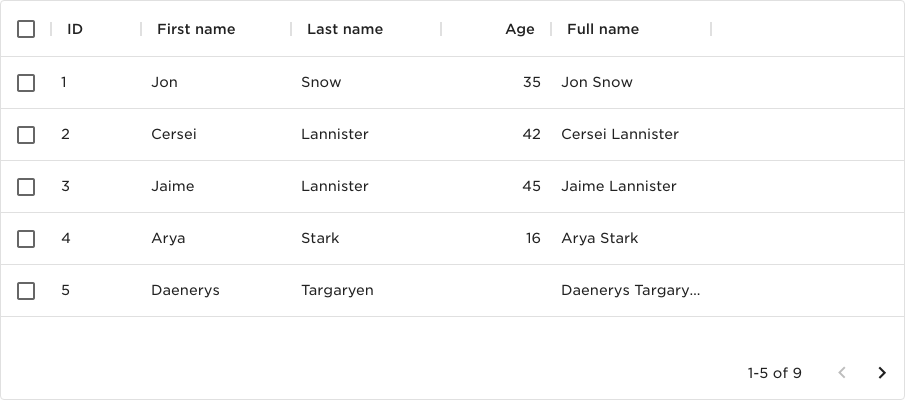 ID First name Last name Age Full name
1 Jon Snow 35 Jon Snow
2 Cersei Lannister 42 Cersei Lannister
3 Jaime Lannister 45 Jaime Lannister
4 Arya Stark 16 Arya Stark
5 Daenerys Targaryen Daenerys Targary...
1-5 of 9